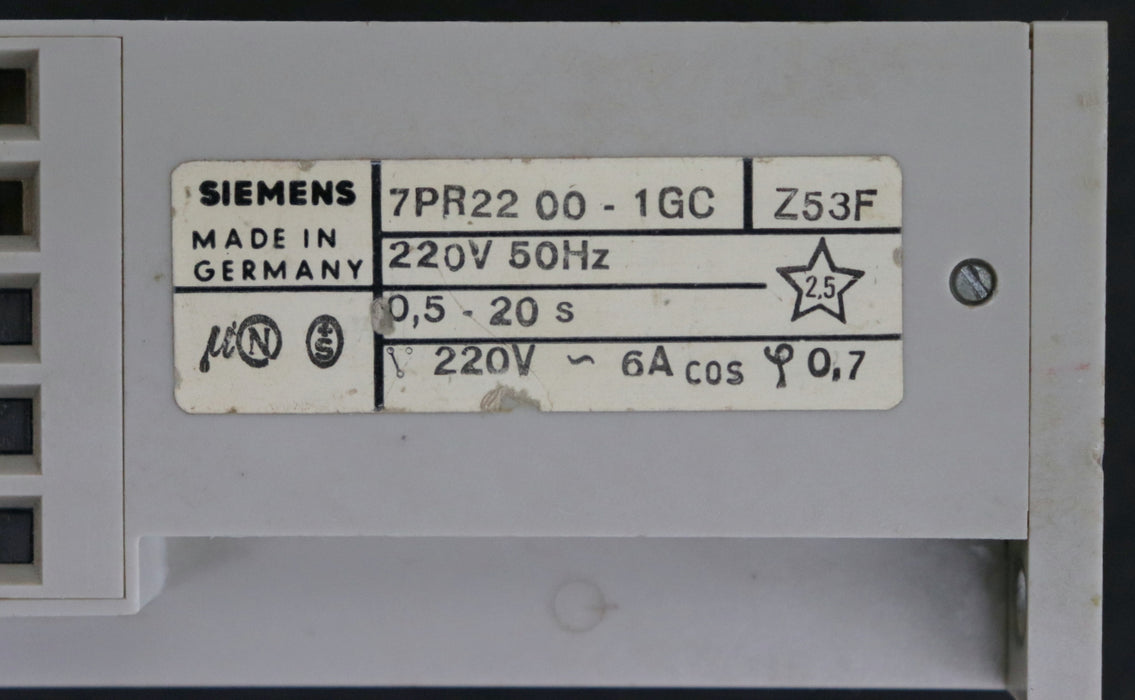 SIEMENS
MADE IN
GERMANY
7PR22 00 - 1GC
Z53F
220V 50Hz
2,5
0,5 - 20 s
N
S
220V ~ 6A cos φ 0,7